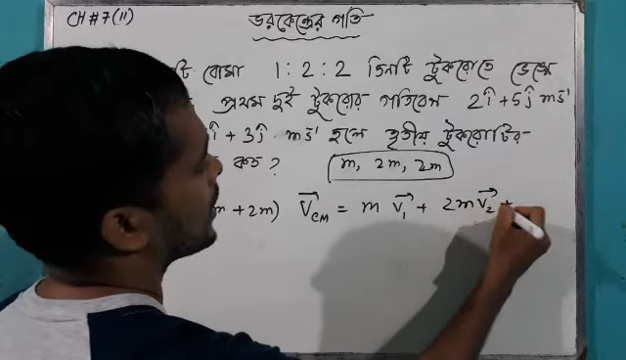 CH#7(11)
ভরকেন্দ্রের গতি
টি বোমা 1:2:2 তিনটি টুকরোতে ভেঙ্গে
প্রথম দুই টুকরোর গতিবেগ 2î + 5ĵ ms⁻¹
î + 3ĵ ms⁻¹ হলে তৃতীয় টুকরোটির
কত? m, 2m, 2m
m + 2m) V⃗CM = m V⃗₁ + 2m V⃗₂ +